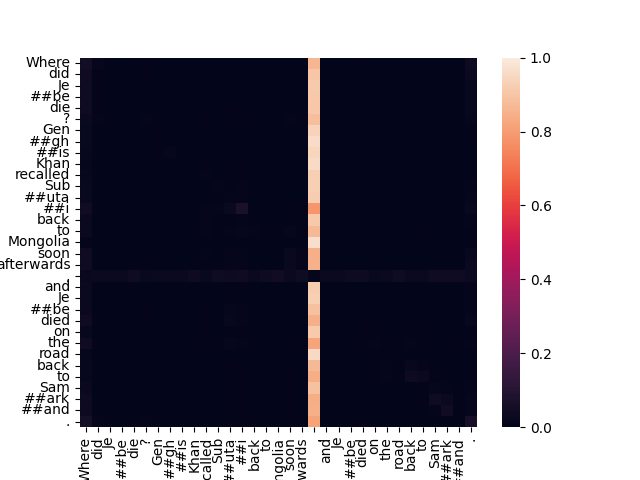 Where
did
Je
##be
die
?
Gen
##gh
##is
Khan
recalled
Sub
##uta
##i
back
to
Mongolia
soon
afterwards
and
Je
##be
died
on
the
road
back
to
Sam
##ark
##and
.
Where
did
Je
##be
die
?
Gen
##gh
##is
Khan
called
Sub
##uta
##i
back
to
ngolia
soon
wards
and
Je
##be
died
on
the
road
back
to
Sam
##ark
##and
.
1.0
0.8
0.6
0.4
0.2
0.0